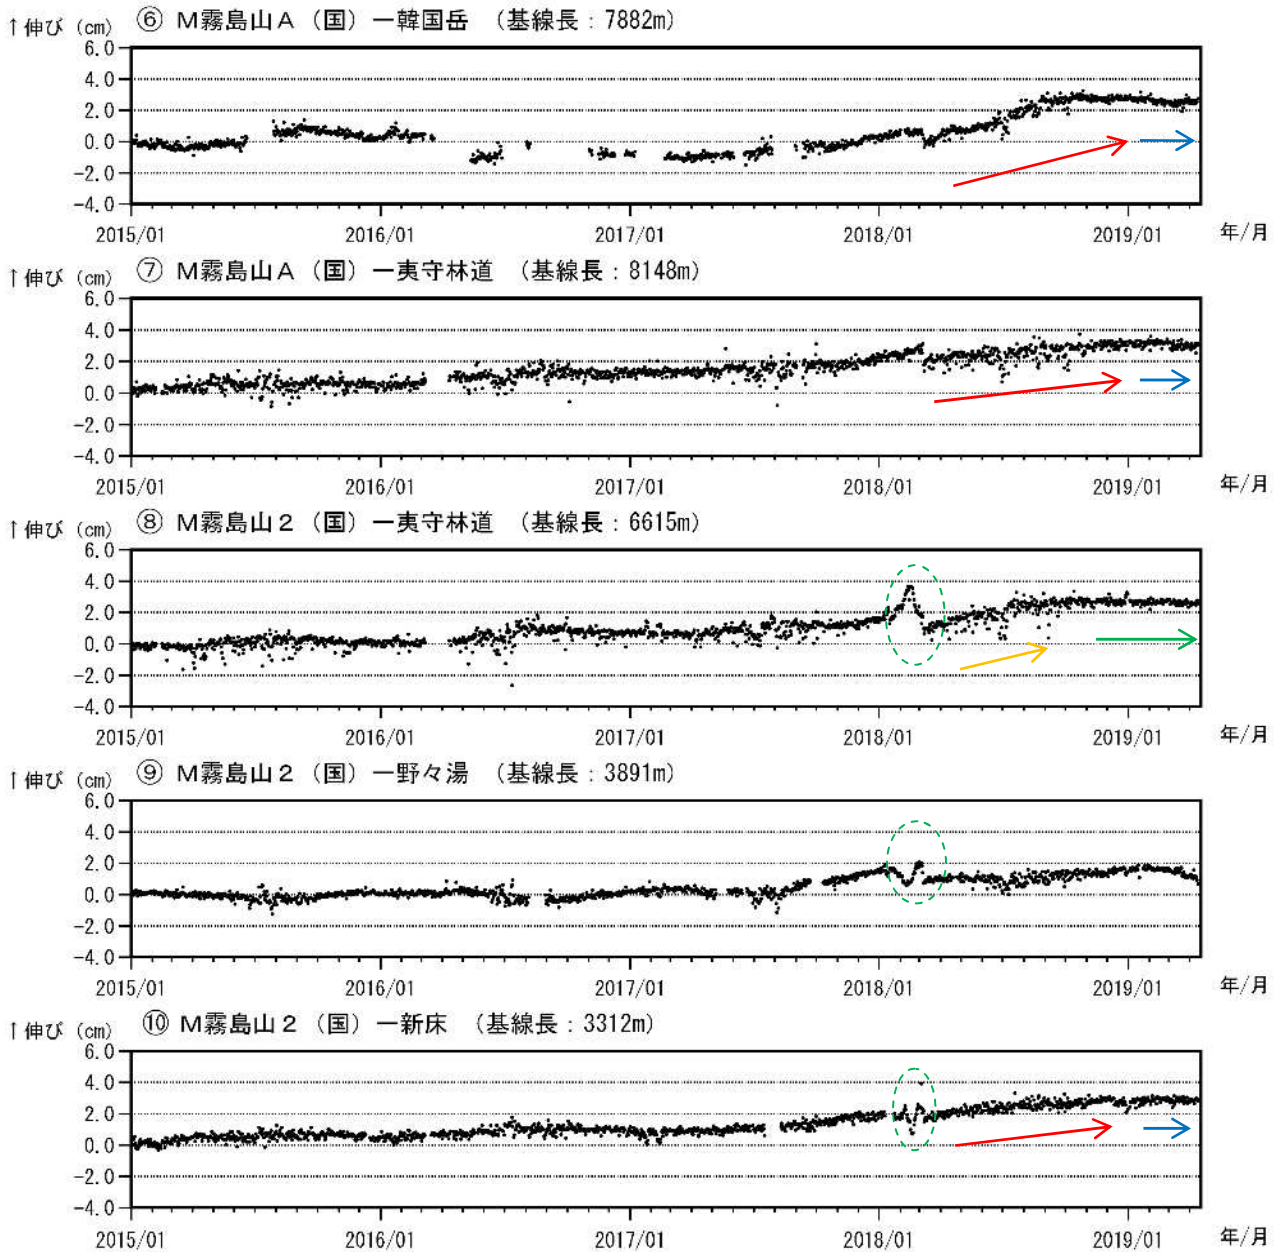 ⑥ M霧島山A（国）ー韓国岳 （基線長：7882m）
↑伸び (cm)
6.0
4.0
2.0
0.0
-2.0
-4.0
2015/01 2016/01 2017/01 2018/01 2019/01 年/月
⑦ M霧島山A（国）ー夷守林道 （基線長：8148m）
↑伸び (cm)
6.0
4.0
2.0
0.0
-2.0
-4.0
2015/01 2016/01 2017/01 2018/01 2019/01 年/月
⑧ M霧島山２（国）ー夷守林道 （基線長：6615m）
↑伸び (cm)
6.0
4.0
2.0
0.0
-2.0
-4.0
2015/01 2016/01 2017/01 2018/01 2019/01 年/月
⑨ M霧島山２（国）ー野々湯 （基線長：3891m）
↑伸び (cm)
6.0
4.0
2.0
0.0
-2.0
-4.0
2015/01 2016/01 2017/01 2018/01 2019/01 年/月
⑩ M霧島山２（国）ー新床 （基線長：3312m）
↑伸び (cm)
6.0
4.0
2.0
0.0
-2.0
-4.0
2015/01 2016/01 2017/01 2018/01 2019/01 年/月